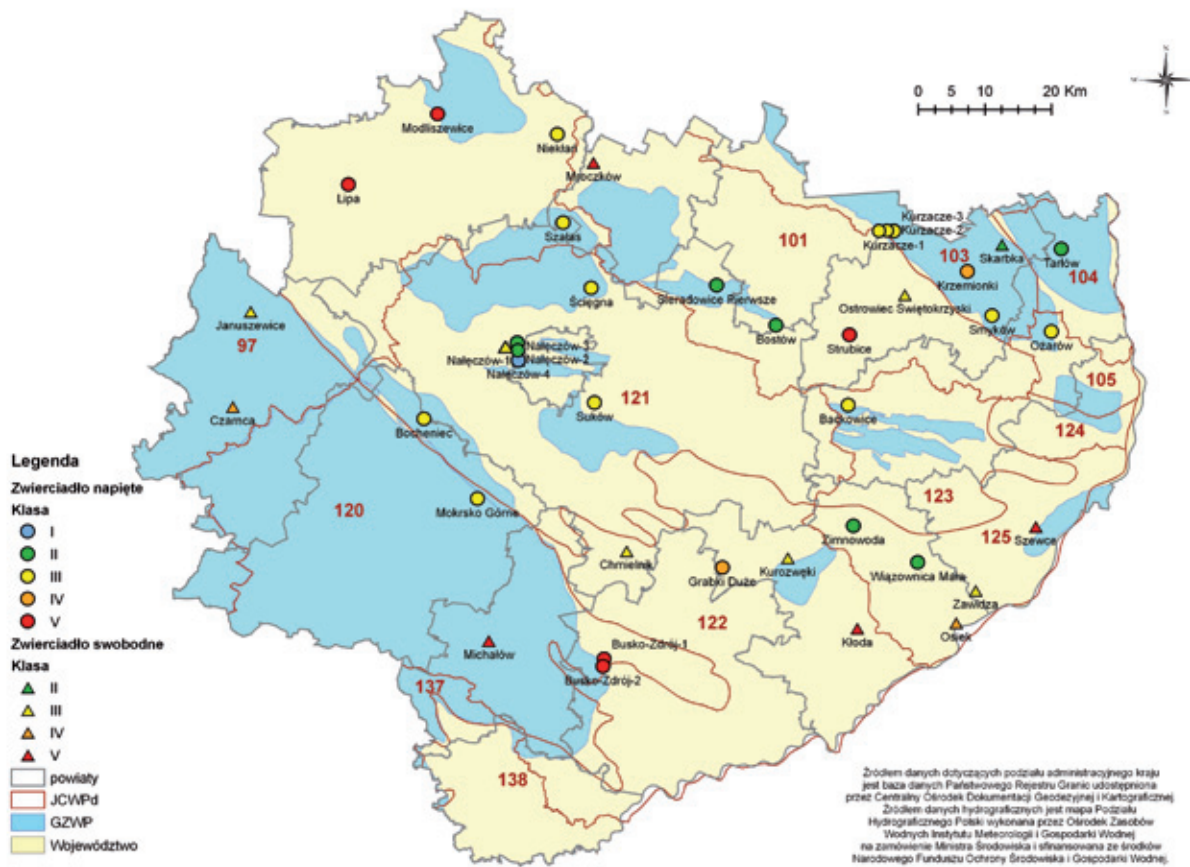 0 5 10 20 Km
Modliszewice
Niekłań
Mroczków
Lipa
Szałas
101
Kurzacze-3
Kurzacze-2
Kurzacze-1
103
Skarbka
Tarłów
104
Krzemionki
Ścięgna
Sieradowice Pierwsze
Ostrowiec Świętokrzyski
Smyków
Ożarów
Januszewice
97
Bostów
Strubice
Nałęczów-3
Nałęczów-1
Nałęczów-2
Nałęczów-4
105
121
Czarnca
Bocheniec
Suków
Baćkowice
124
Legenda
Zwierciadło napięte
Klasa
I
II
III
IV
V
Zwierciadło swobodne
Klasa
II
III
IV
V
powiaty
JCWPd
GZWP
Województwo
120
Mokrsko Górne
123
Zimnowoda
125
Szewce
Chmielnik
Kurozwęki
Grabki Duże
Wiązownica Mała
Zawidza
122
Kłoda
Osiek
Michałów
Busko-Zdrój-1
Busko-Zdrój-2
137
138
Źródłem danych dotyczących podziału administracyjnego kraju
jest baza danych Państwowego Rejestru Granic udostępniona
przez Centralny Ośrodek Dokumentacji Geodezyjnej i Kartograficznej
Źródłem danych hydrograficznych jest mapa Podziału
Hydrograficznego Polski wykonana przez Ośrodek Zasobów
Wodnych Instytutu Meteorologii i Gospodarki Wodnej
na zamówienie Ministra Środowiska i sfinansowana ze środków
Narodowego Funduszu Ochrony Środowiska i Gospodarki Wodnej.